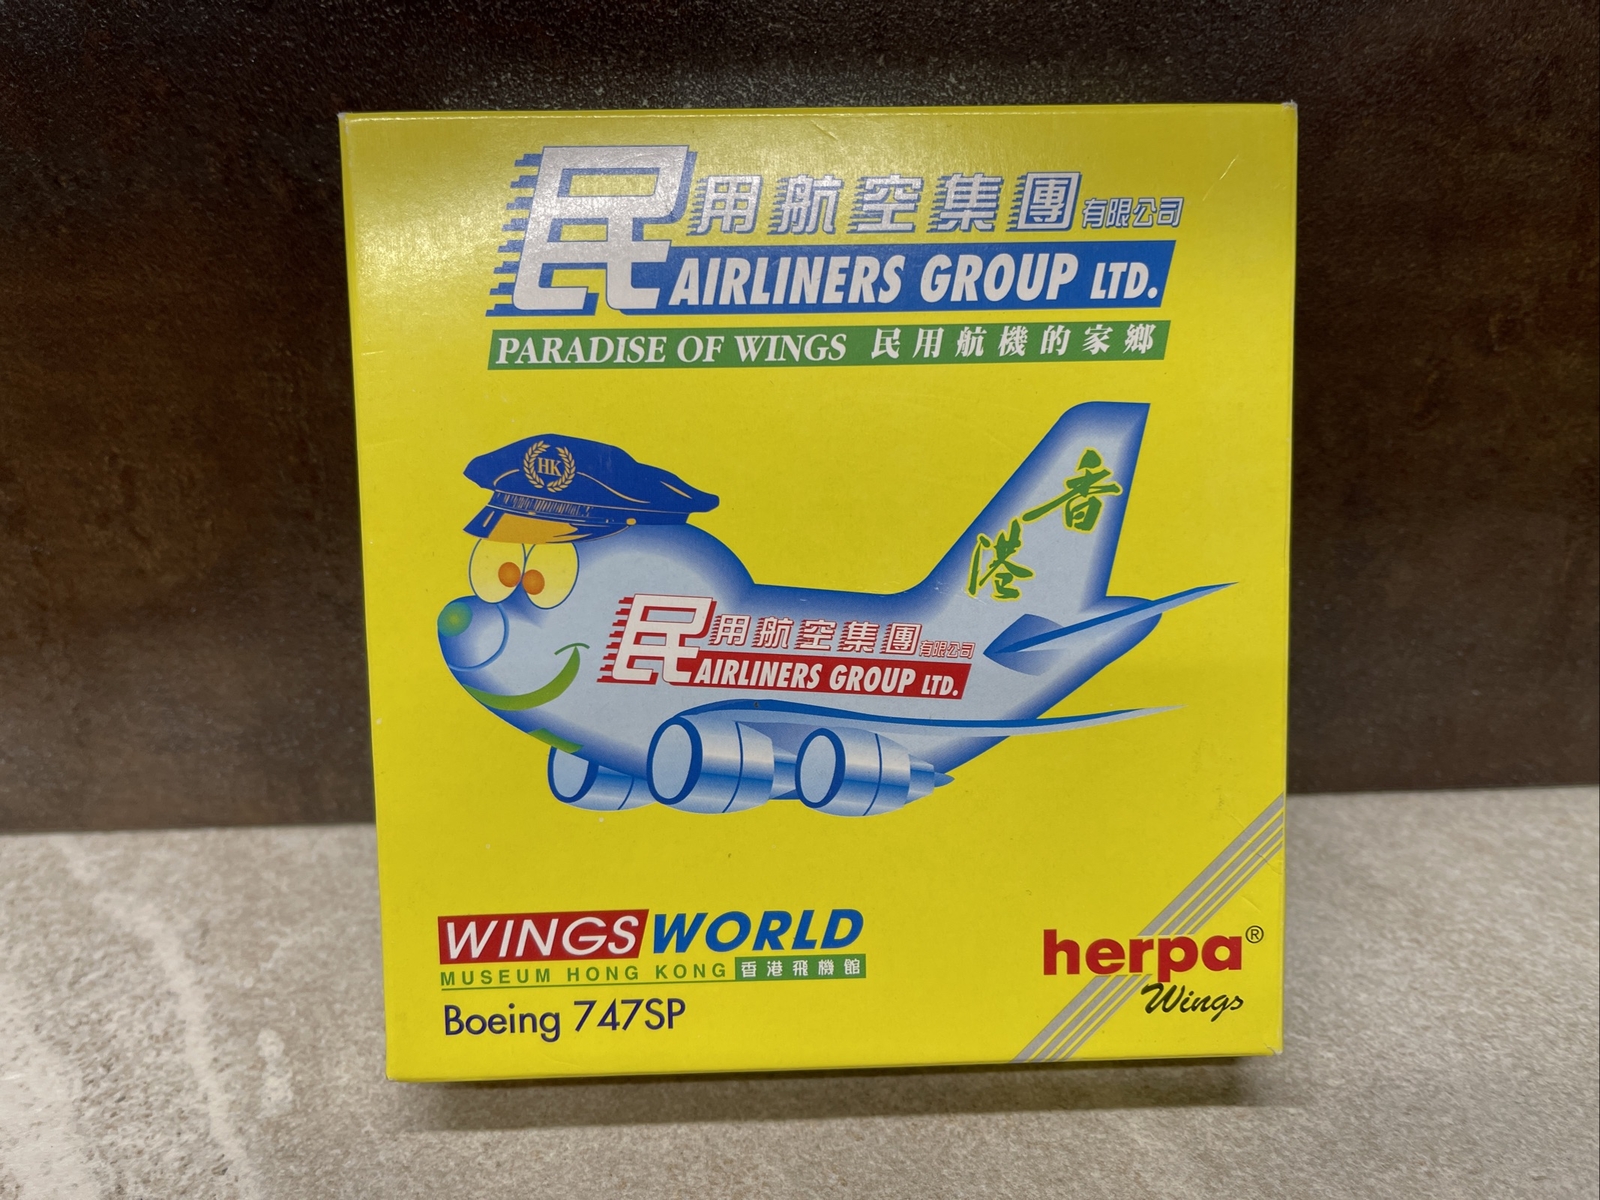 民用航空集團有限公司
AIRLINERS GROUP LTD.
PARADISE OF WINGS 民用航機的家鄉
HK
香港
民用航空集團有限公司
AIRLINERS GROUP LTD.
WINGS WORLD
MUSEUM HONG KONG 香港飛機館
Boeing 747SP
herpa®
Wings